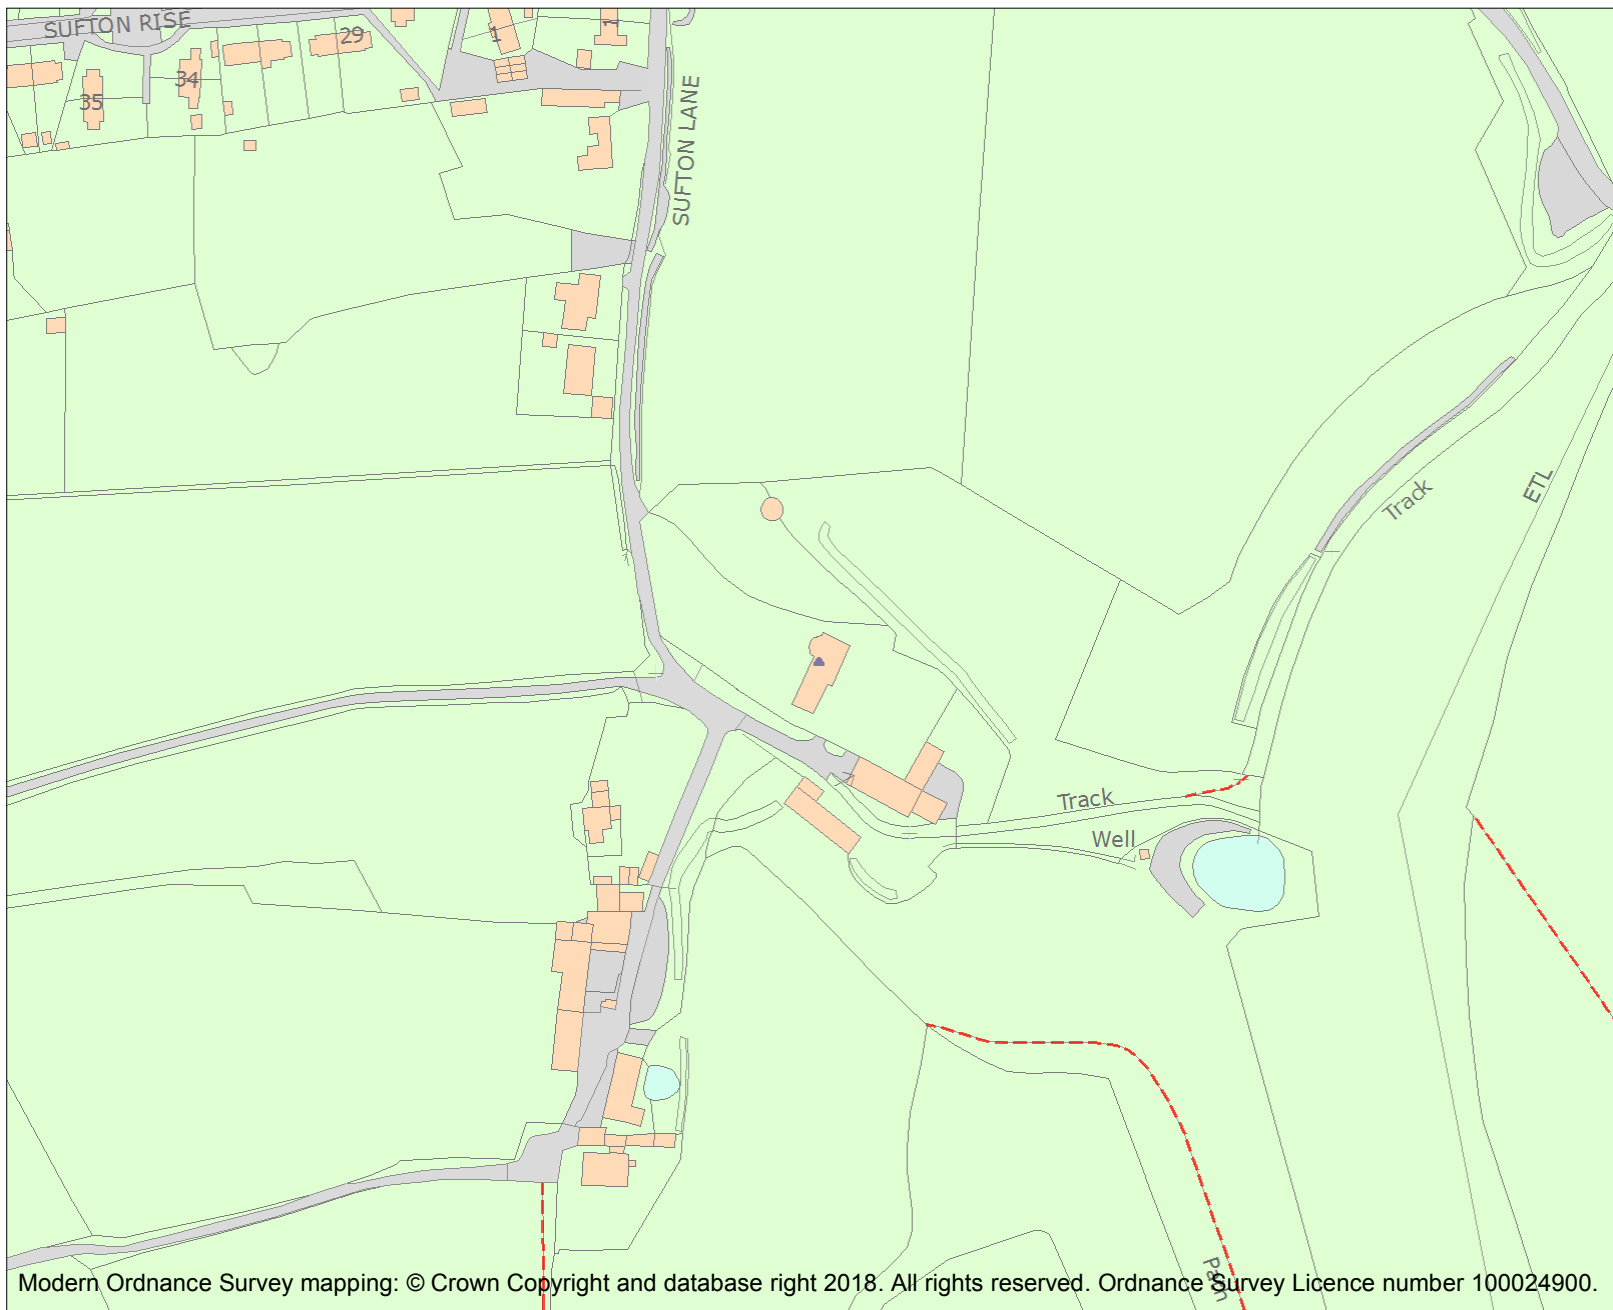 SUFTON RISE
29
1
1
34
35
SUFTON LANE
ETL
Track
Track
Well
Path
Modern Ordnance Survey mapping: © Crown Copyright and database right 2018. All rights reserved. Ordnance Survey Licence number 100024900.